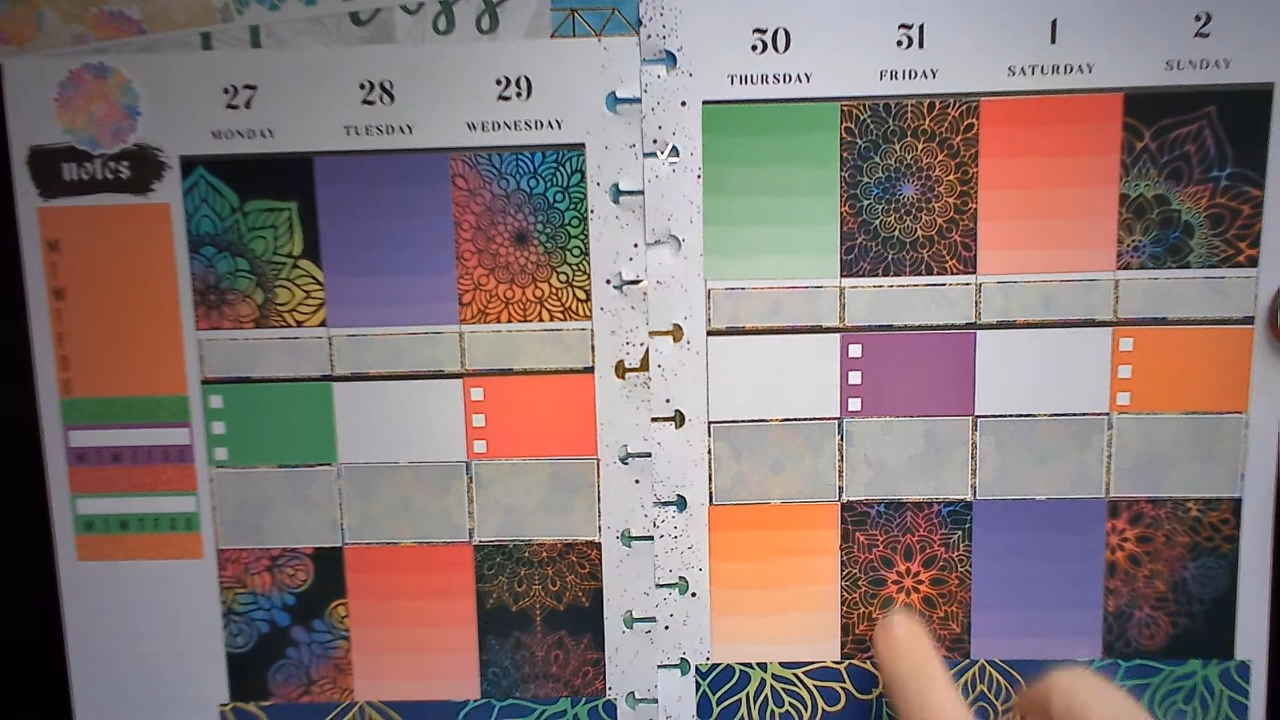 27
MONDAY
28
TUESDAY
29
WEDNESDAY
30
THURSDAY
31
FRIDAY
1
SATURDAY
2
SUNDAY
notes
M
T
W
T
F
S
S
M T W T F S S
M T W T F S S